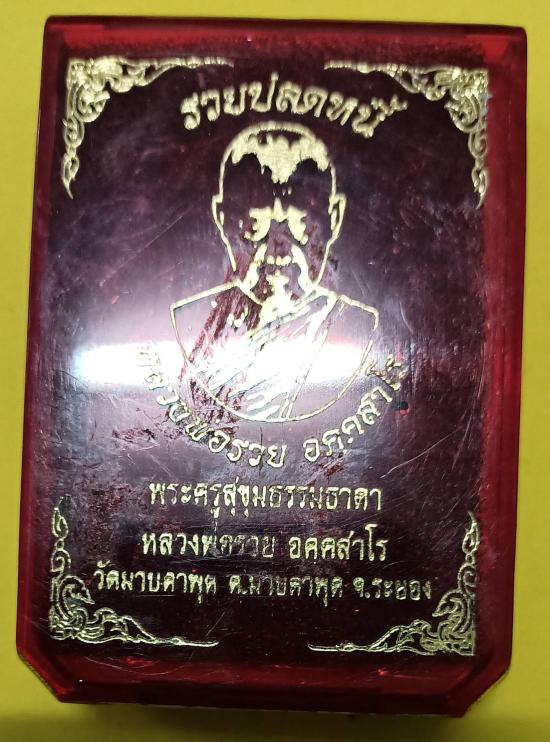 รวยปลดหนี้
หลวงพ่อรวย อคฺคสาโร
พระครูสุขุมธรรมธาดา
หลวงพ่อรวย อคคสาโร
วัดมาบตาพุด ต.มาบตาพุด จ.ระยอง